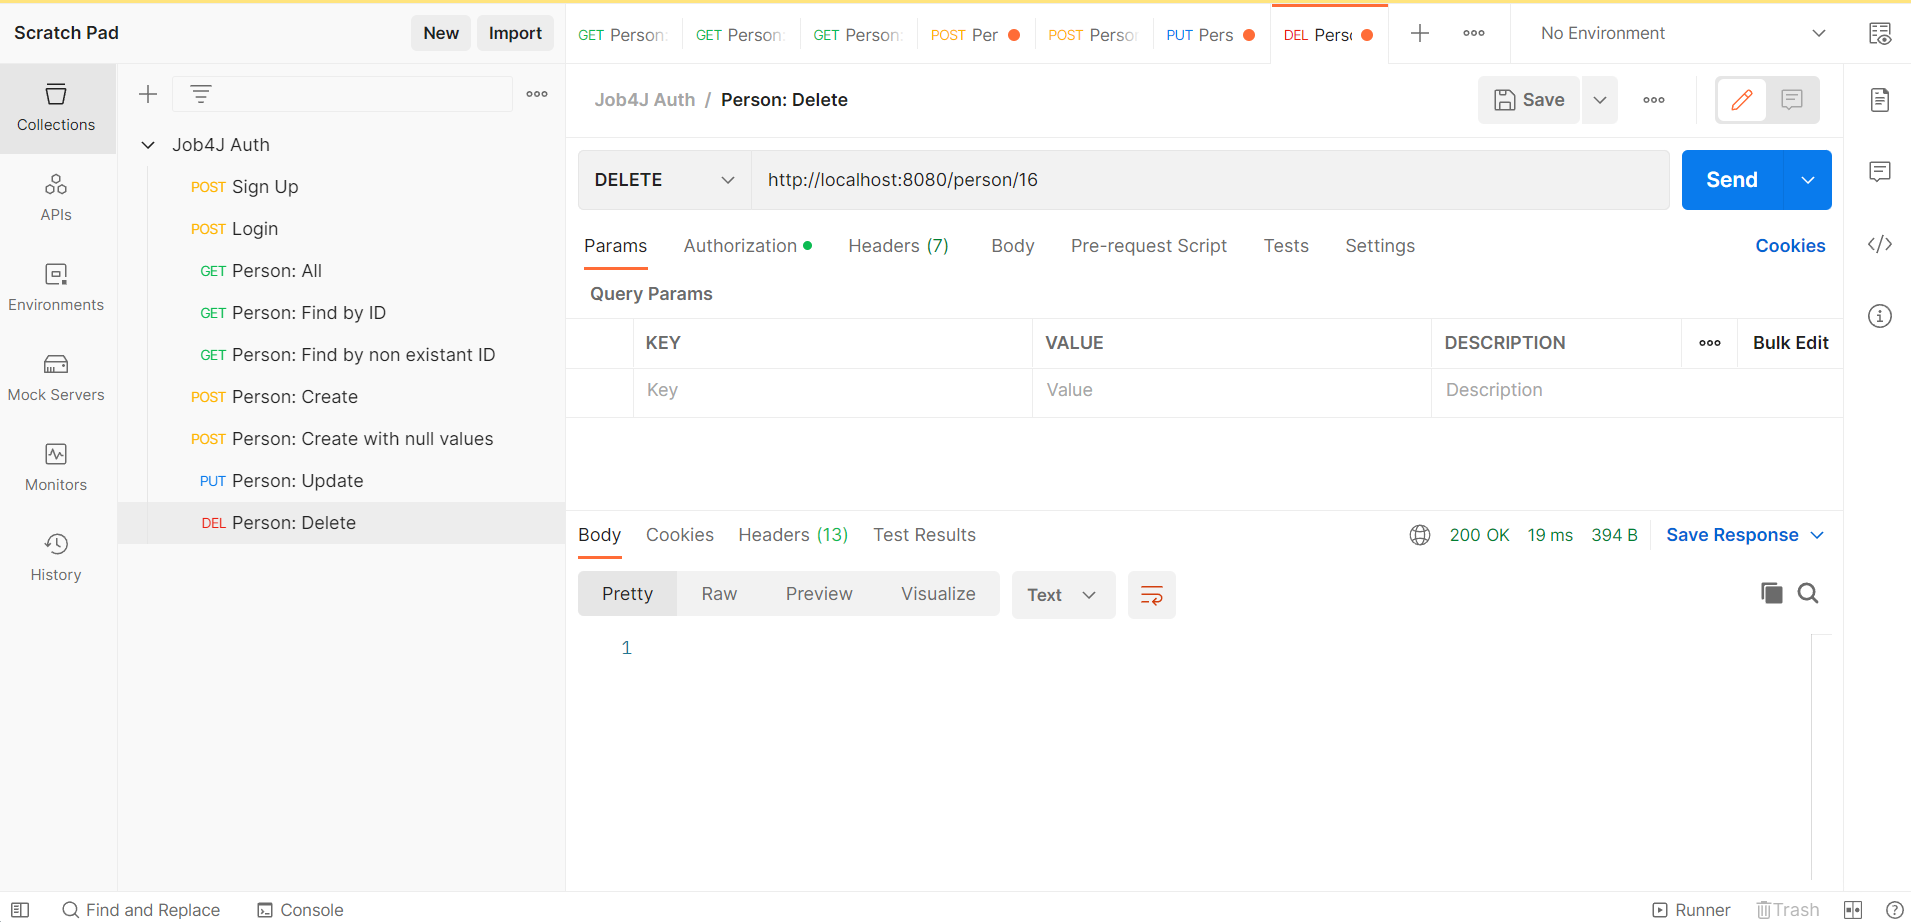 Scratch Pad
New
Import
GET Person:
GET Person:
GET Person:
POST Per
POST Person
PUT Pers
DEL Perso
No Environment
Collections
APIs
Environments
Mock Servers
Monitors
History
Job4J Auth
POST Sign Up
POST Login
GET Person: All
GET Person: Find by ID
GET Person: Find by non existant ID
POST Person: Create
POST Person: Create with null values
PUT Person: Update
DEL Person: Delete
Job4J Auth / Person: Delete
Save
DELETE
http://localhost:8080/person/16
Send
Params
Authorization
Headers (7)
Body
Pre-request Script
Tests
Settings
Cookies
Query Params
KEY
VALUE
DESCRIPTION
Bulk Edit
Key
Value
Description
Body
Cookies
Headers (13)
Test Results
200 OK
19 ms
394 B
Save Response
Pretty
Raw
Preview
Visualize
Text
1
Find and Replace
Console
Runner
Trash